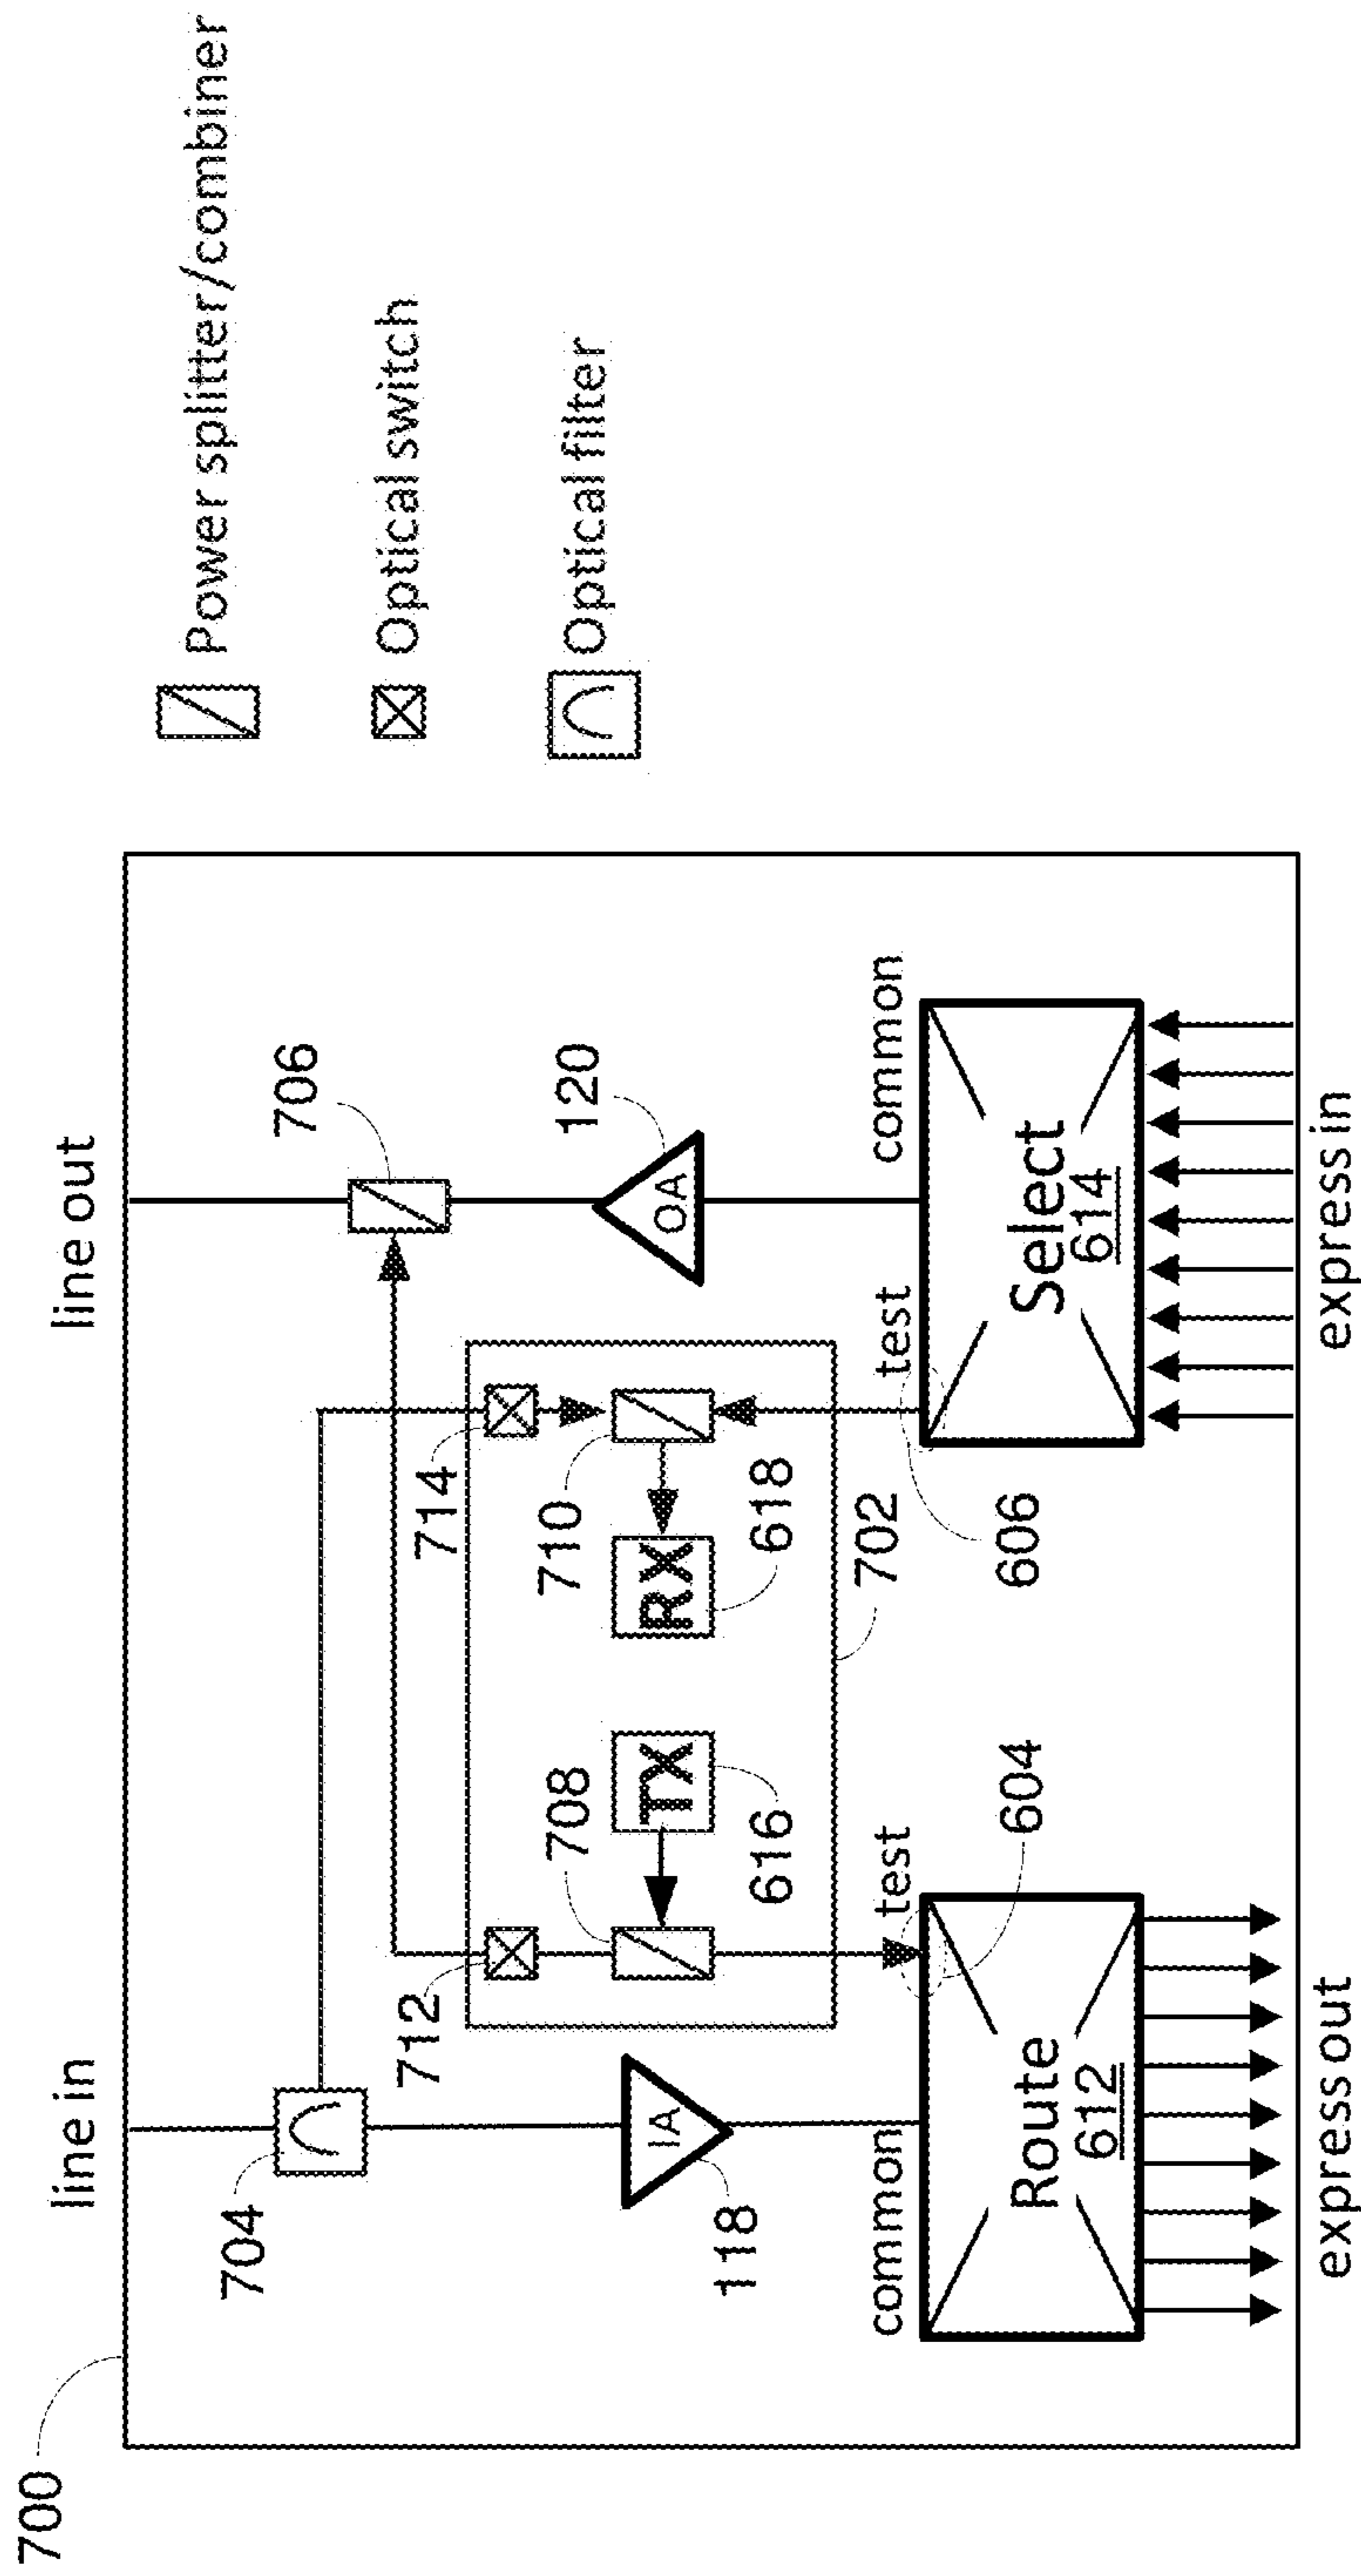 700
line in
line out
704
706
712
714
708
710
TX
RX
616
618
IA
118
OA
120
702
common
test
604
test
606
common
Route
612
Select
614
express out
express in
Power splitter/combiner
Optical switch
Optical filter